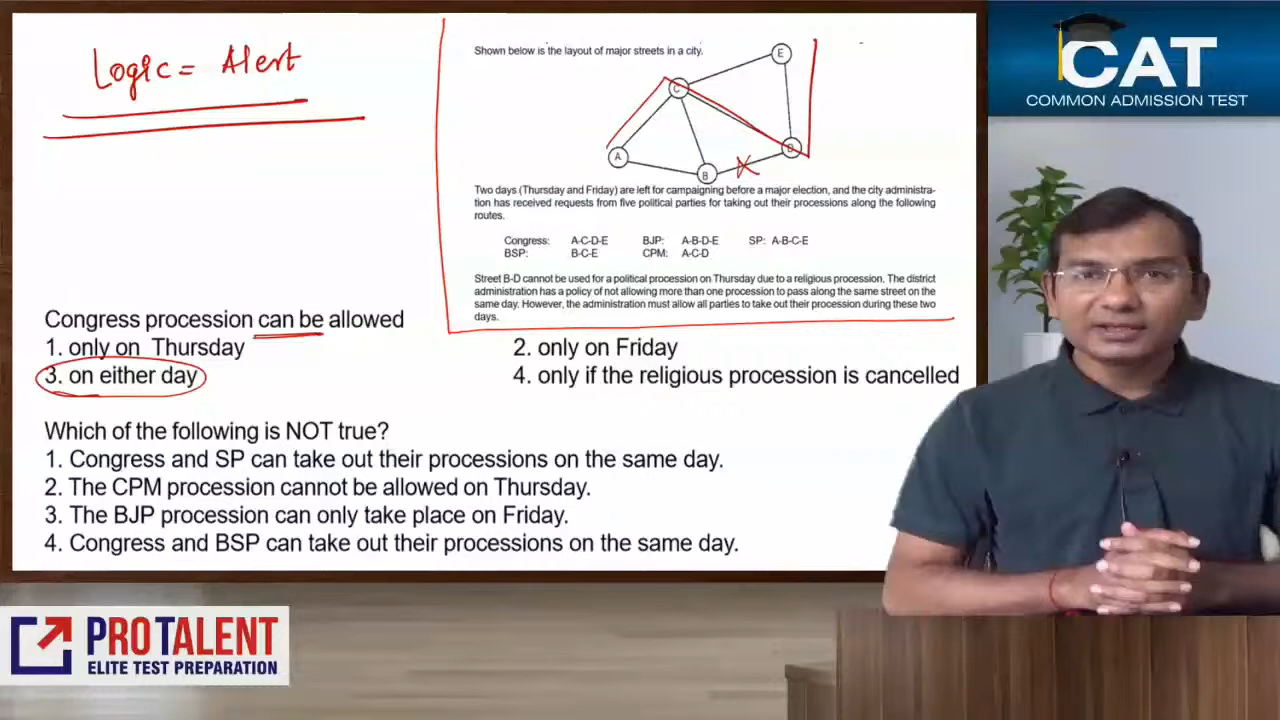 Logic = Alert
Shown below is the layout of major streets in a city.
E
C
A
D
B
Two days (Thursday and Friday) are left for campaigning before a major election, and the city administra-
tion has received requests from five political parties for taking out their processions along the following
routes.
Congress: A-C-D-E BJP: A-B-D-E SP: A-B-C-E
BSP: B-C-E CPM: A-C-D
Street B-D cannot be used for a political procession on Thursday due to a religious procession. The district
administration has a policy of not allowing more than one procession to pass along the same street on the
same day. However, the administration must allow all parties to take out their procession during these two
days.
Congress procession can be allowed
1. only on Thursday 2. only on Friday
3. on either day 4. only if the religious procession is cancelled
Which of the following is NOT true?
1. Congress and SP can take out their processions on the same day.
2. The CPM procession cannot be allowed on Thursday.
3. The BJP procession can only take place on Friday.
4. Congress and BSP can take out their processions on the same day.
CAT
COMMON ADMISSION TEST
PROTALENT
ELITE TEST PREPARATION